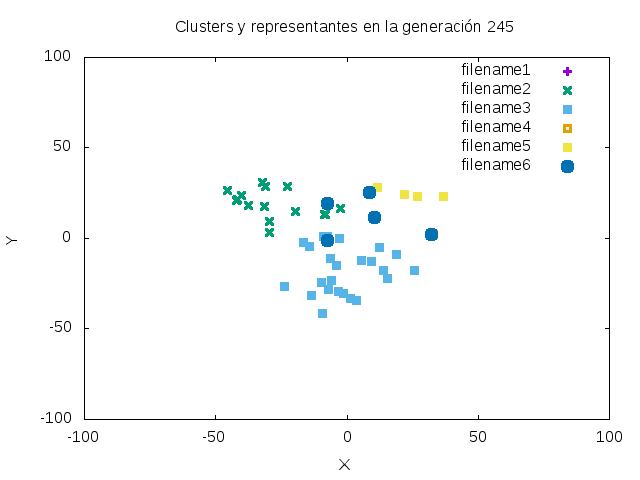 Clusters y representantes en la generación 245
100
50
0
-50
-100
-100
-50
0
50
100
Y
X
filename1
filename2
filename3
filename4
filename5
filename6